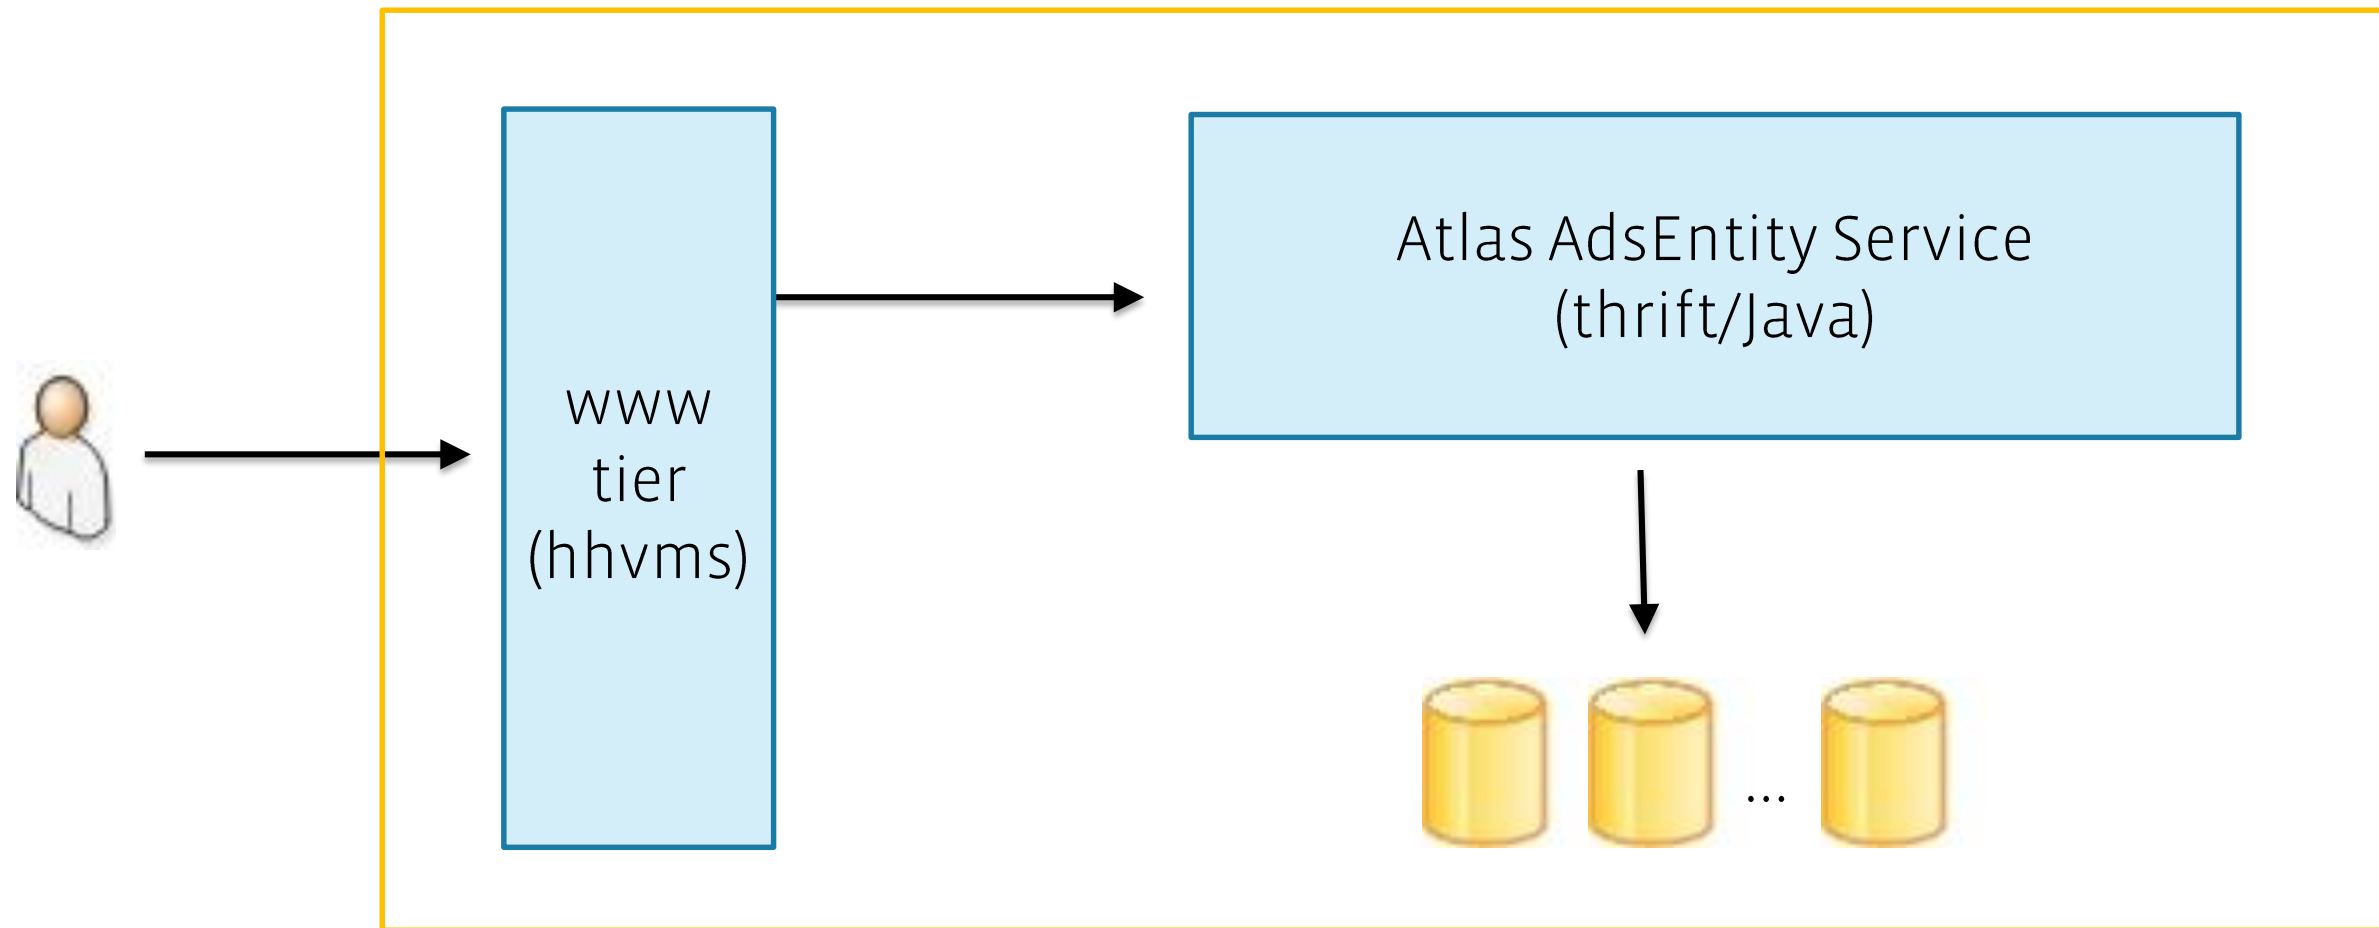 www
tier
(hhvms)
Atlas AdsEntity Service
(thrift/Java)
...